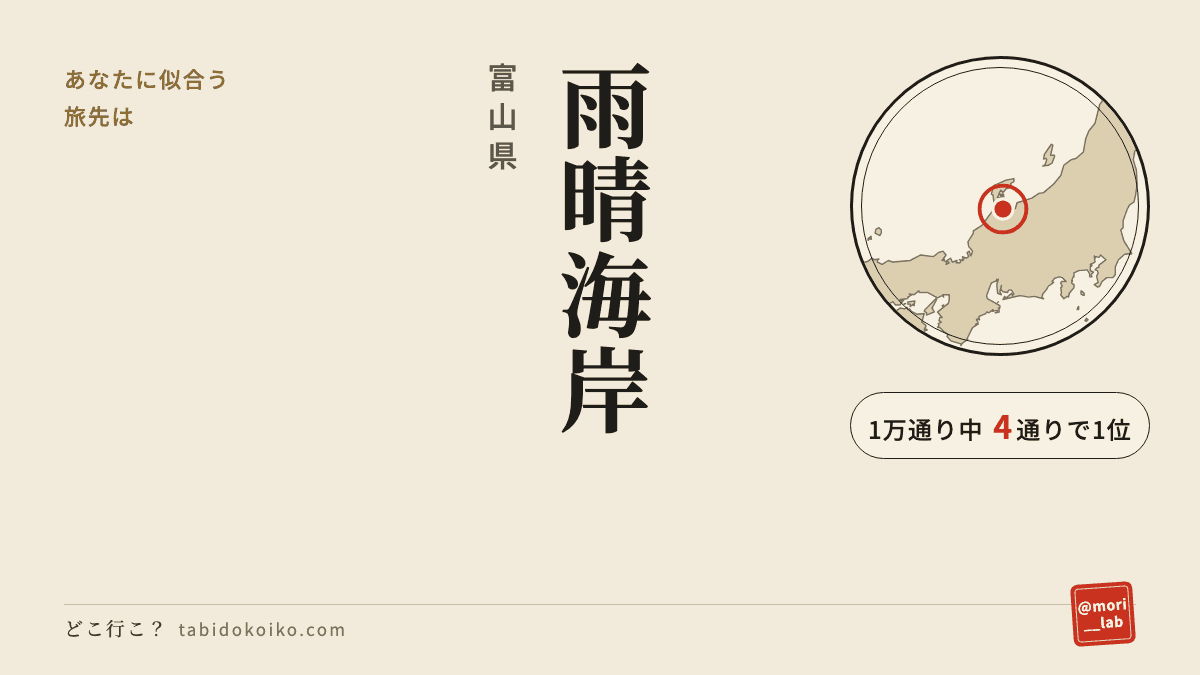 あなたに似合う
旅先は
雨晴海岸
富山県
1万通り中 4通りで1位
どこ行こ? tabidokoiko.com
@mori
__lab